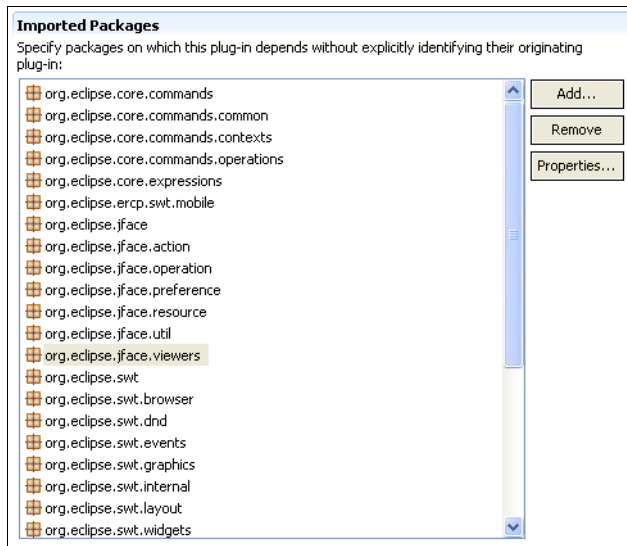 Imported Packages
Specify packages on which this plug-in depends without explicitly identifying their originating
plug-in:
org.eclipse.core.commands
org.eclipse.core.commands.common
org.eclipse.core.commands.contexts
org.eclipse.core.commands.operations
org.eclipse.core.expressions
org.eclipse.ercp.swt.mobile
org.eclipse.jface
org.eclipse.jface.action
org.eclipse.jface.operation
org.eclipse.jface.preference
org.eclipse.jface.resource
org.eclipse.jface.util
org.eclipse.jface.viewers
org.eclipse.swt
org.eclipse.swt.browser
org.eclipse.swt.dnd
org.eclipse.swt.events
org.eclipse.swt.graphics
org.eclipse.swt.internal
org.eclipse.swt.layout
org.eclipse.swt.widgets
Add...
Remove
Properties...